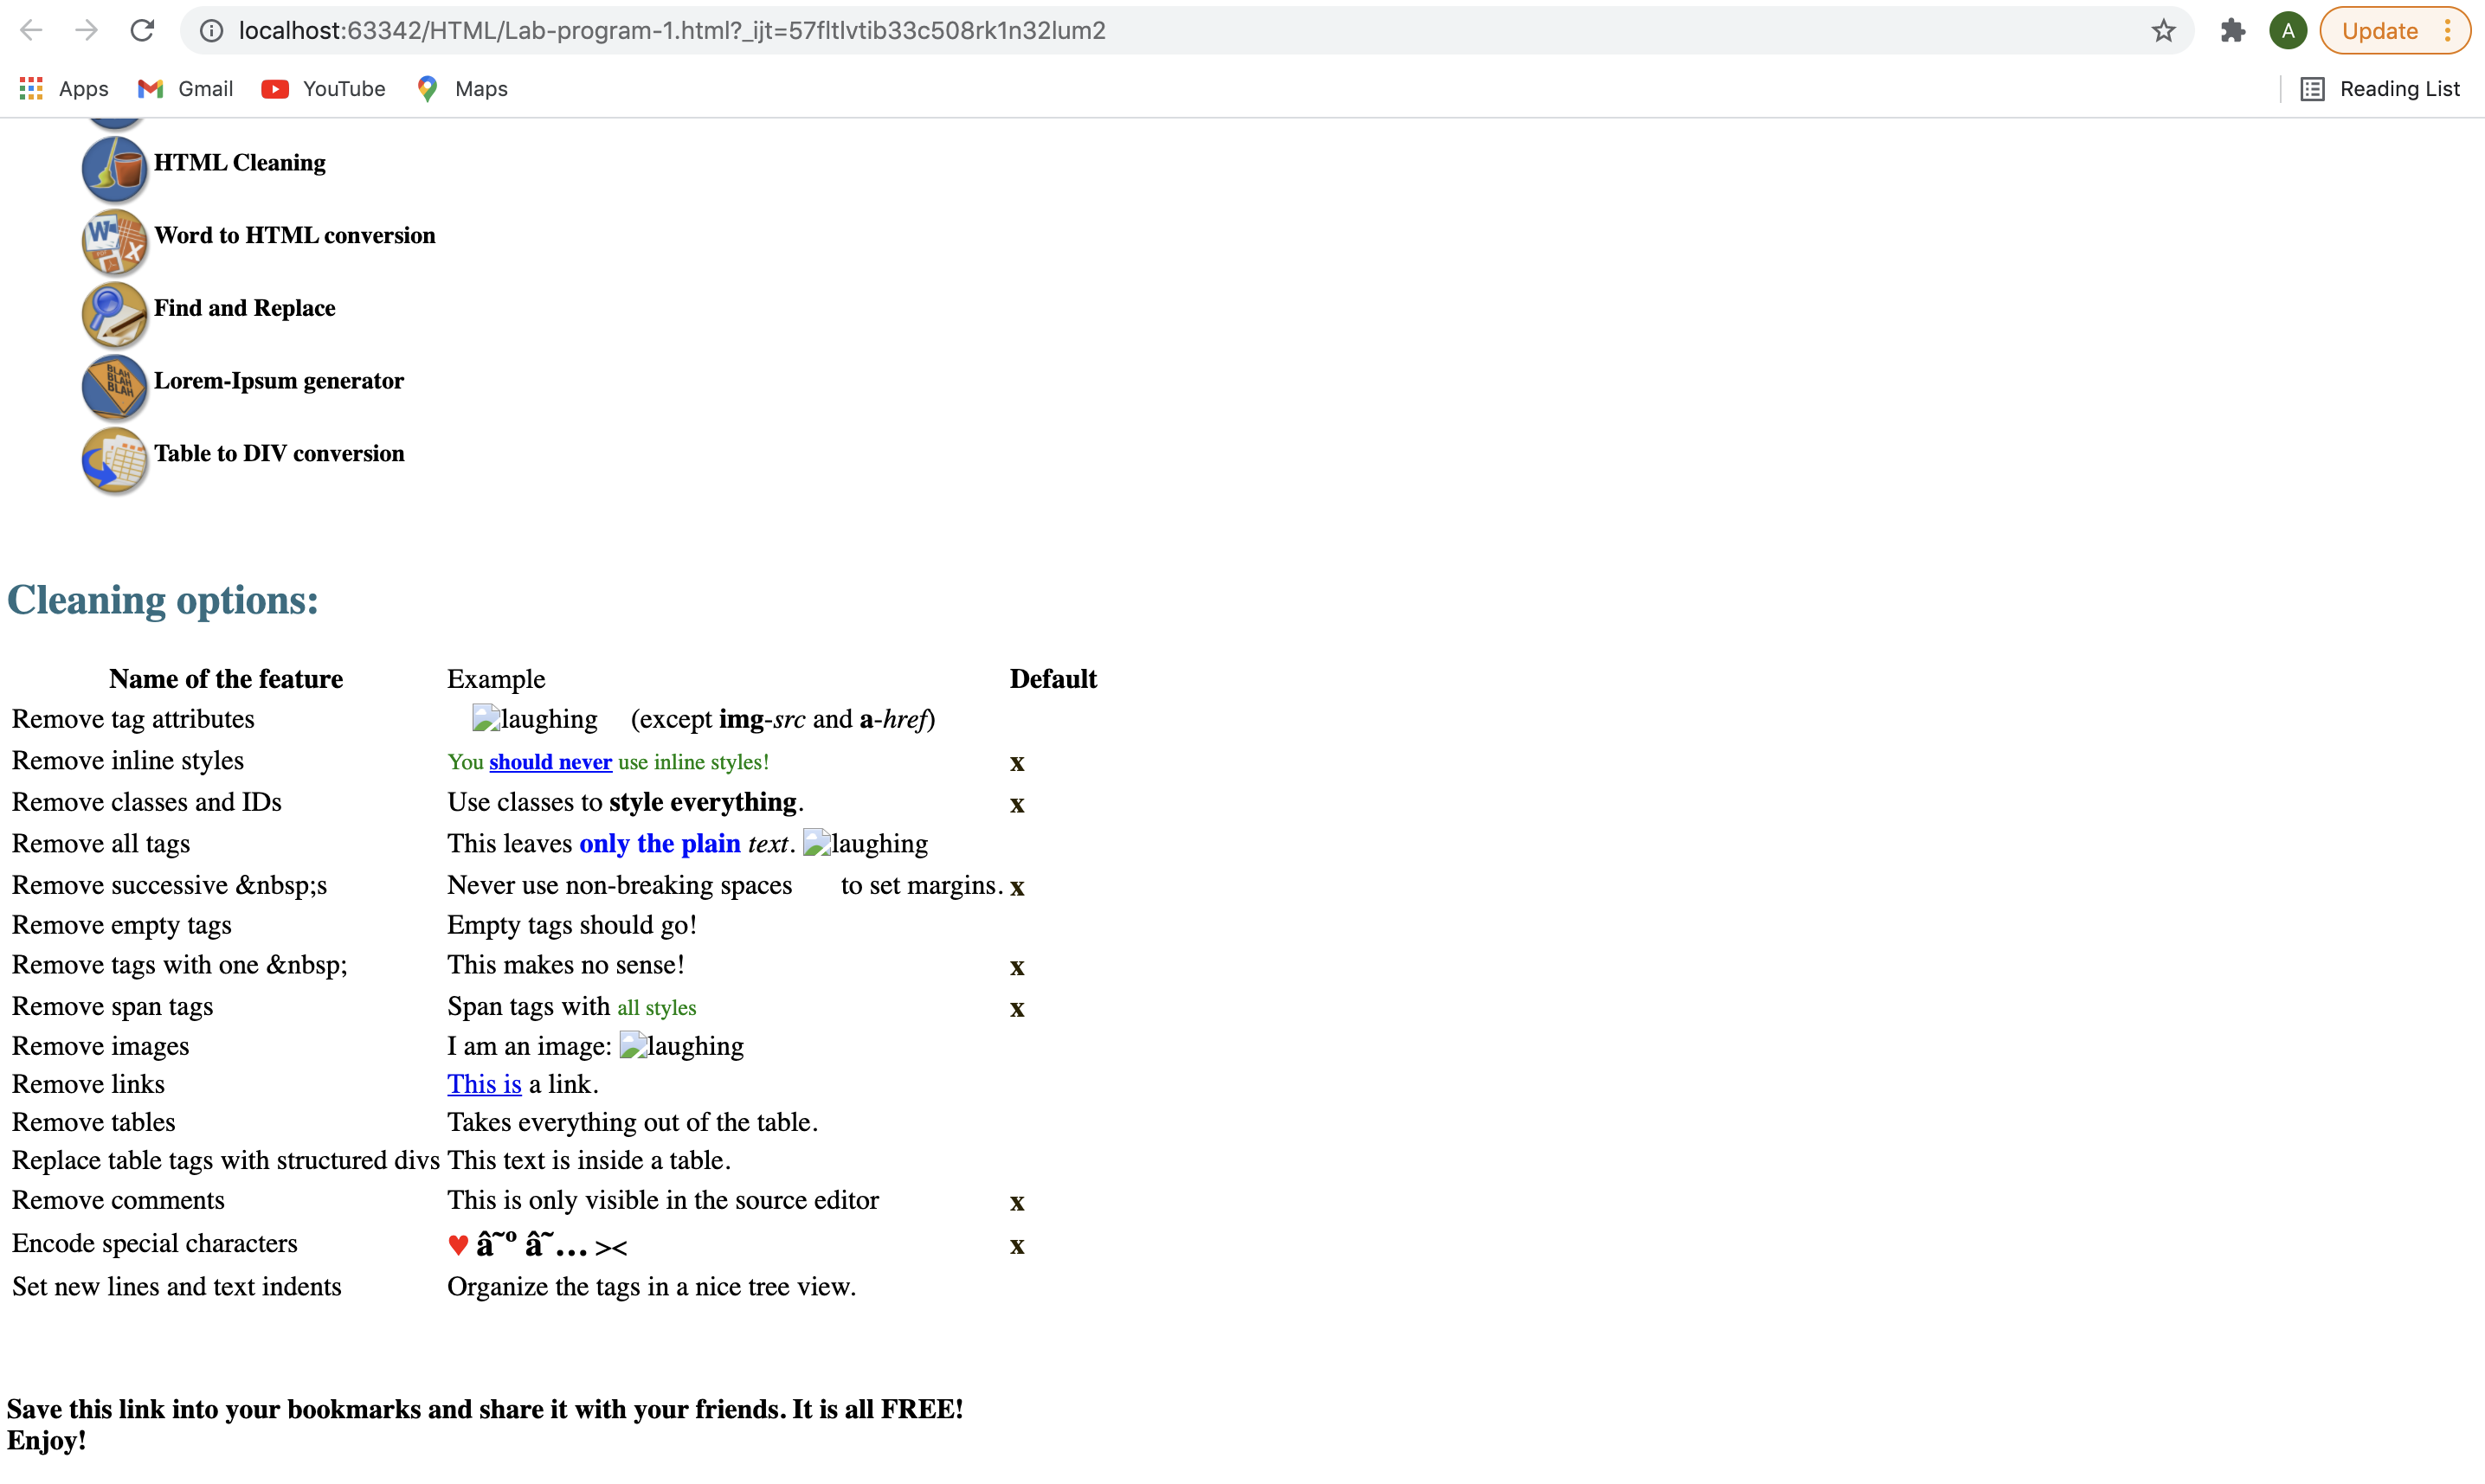 localhost:63342/HTML/Lab-program-1.html?_ijt=57fltlvtib33c508rk1n32lum2
A
Update
Apps Gmail YouTube Maps Reading List
HTML Cleaning
Word to HTML conversion
Find and Replace
BLAH BLAH BLAH
Lorem-Ipsum generator
Table to DIV conversion
Cleaning options:
Name of the feature Example Default
Remove tag attributes laughing (except img-src and a-href)
Remove inline styles You should never use inline styles! x
Remove classes and IDs Use classes to style everything. x
Remove all tags This leaves only the plain text. laughing
Remove successive &nbsp;s Never use non-breaking spaces to set margins. x
Remove empty tags Empty tags should go!
Remove tags with one &nbsp; This makes no sense! x
Remove span tags Span tags with all styles x
Remove images I am an image: laughing
Remove links This is a link.
Remove tables Takes everything out of the table.
Replace table tags with structured divs This text is inside a table.
Remove comments This is only visible in the source editor x
Encode special characters ♥ â˜º â˜… >< x
Set new lines and text indents Organize the tags in a nice tree view.
Save this link into your bookmarks and share it with your friends. It is all FREE!
Enjoy!